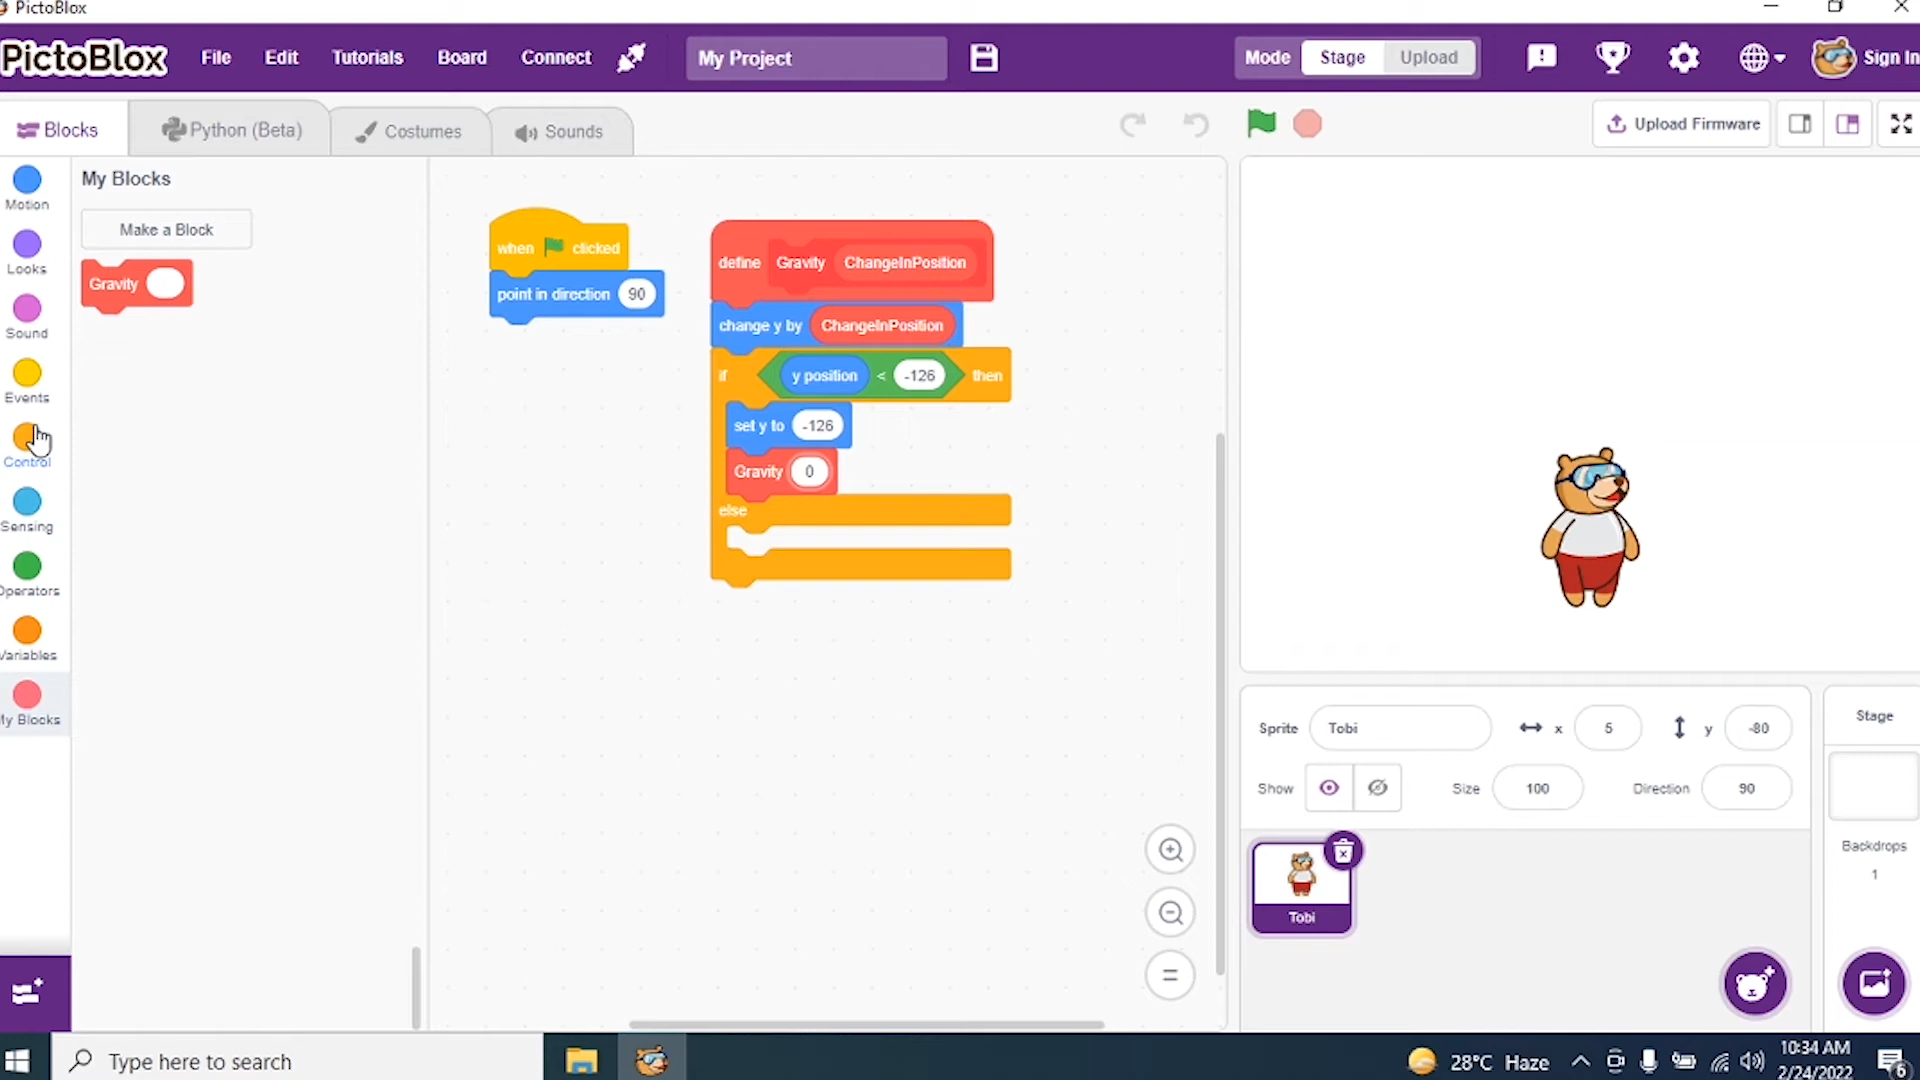 PictoBlox
PictoBlox File Edit Tutorials Board Connect My Project Mode Stage Upload Sign In
Blocks Python (Beta) Costumes Sounds Upload Firmware
Motion
Looks
Sound
Events
Control
Sensing
Operators
Variables
My Blocks
My Blocks
Make a Block
Gravity
when clicked
point in direction 90
define Gravity ChangeInPosition
change y by ChangeInPosition
if y position < -126 then
set y to -126
Gravity 0
else
Sprite Tobi x 5 y -80
Show Size 100 Direction 90
Tobi
Stage
Backdrops
1
Type here to search
28°C Haze
10:34 AM
2/24/2022
6